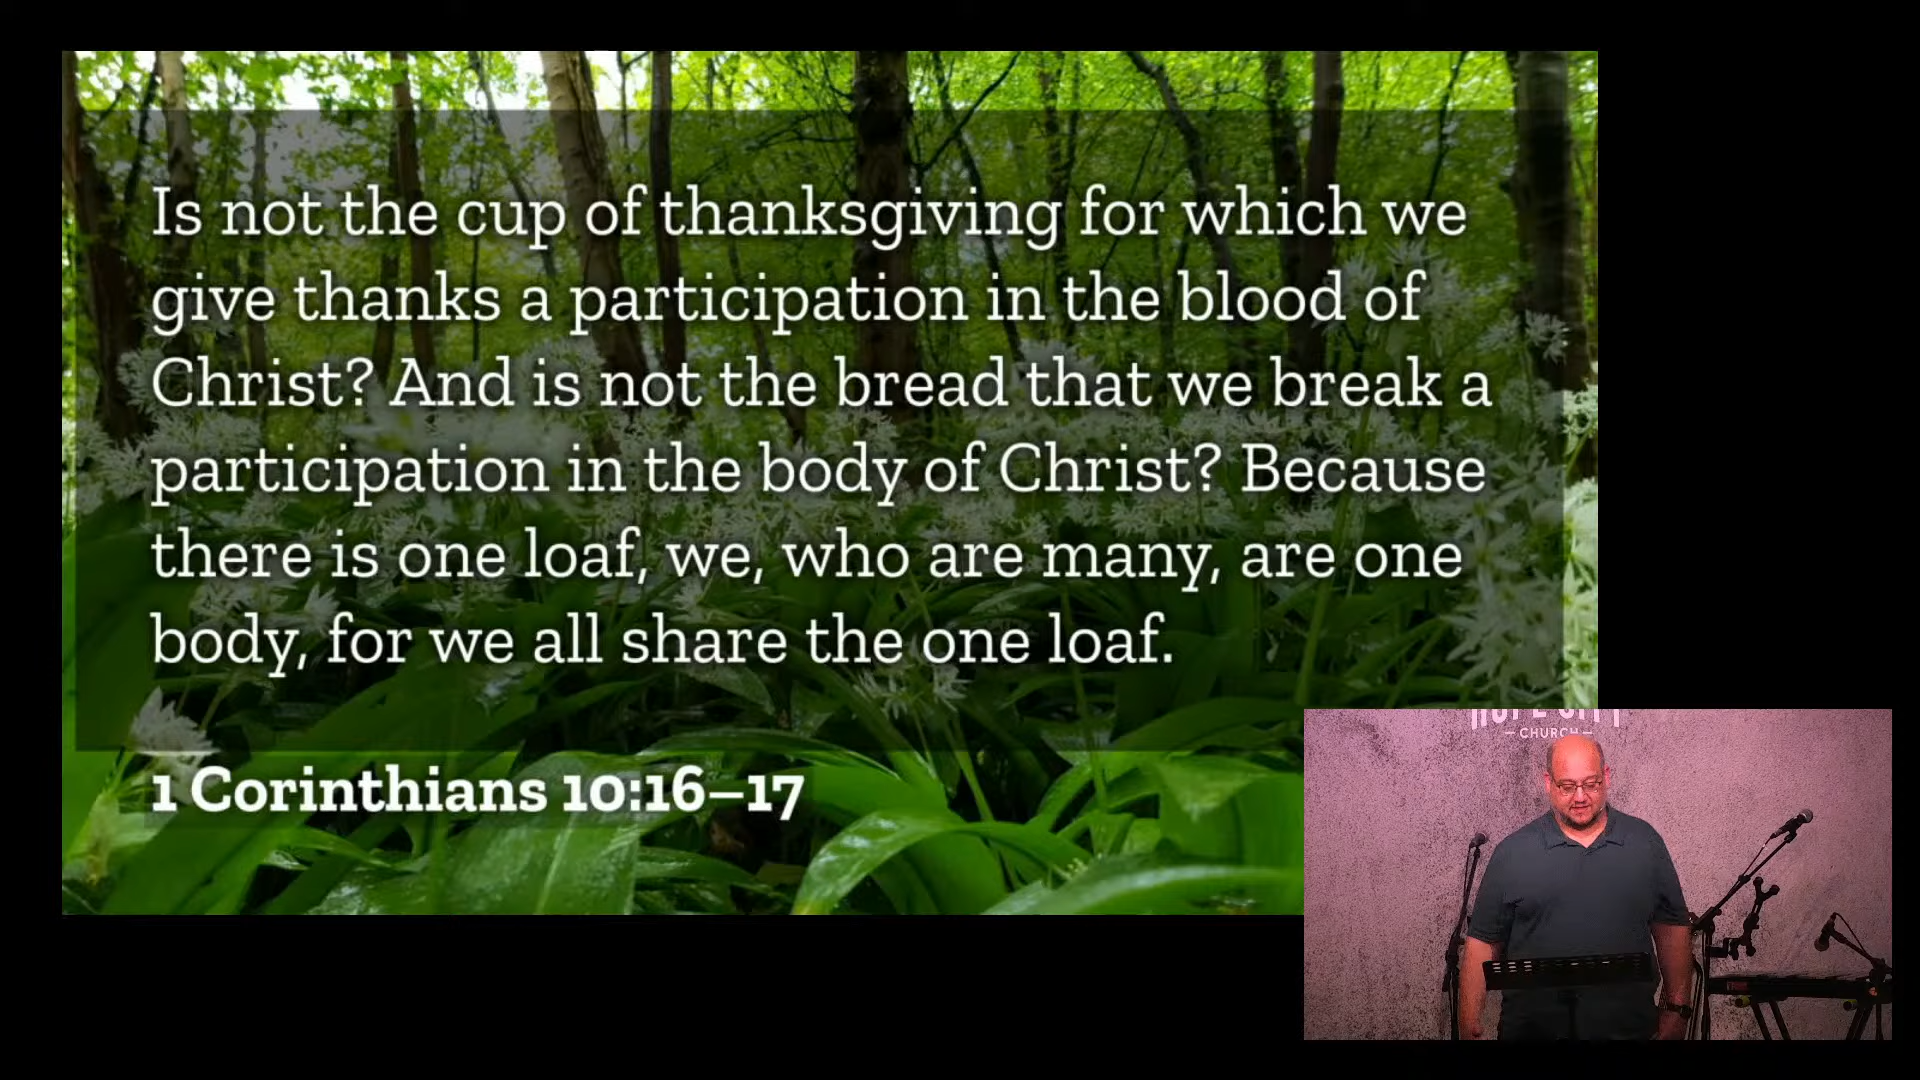 Is not the cup of thanksgiving for which we
give thanks a participation in the blood of
Christ? And is not the bread that we break a
participation in the body of Christ? Because
there is one loaf, we, who are many, are one
body, for we all share the one loaf.
1 Corinthians 10:16–17
HOPE CITY
—CHURCH—